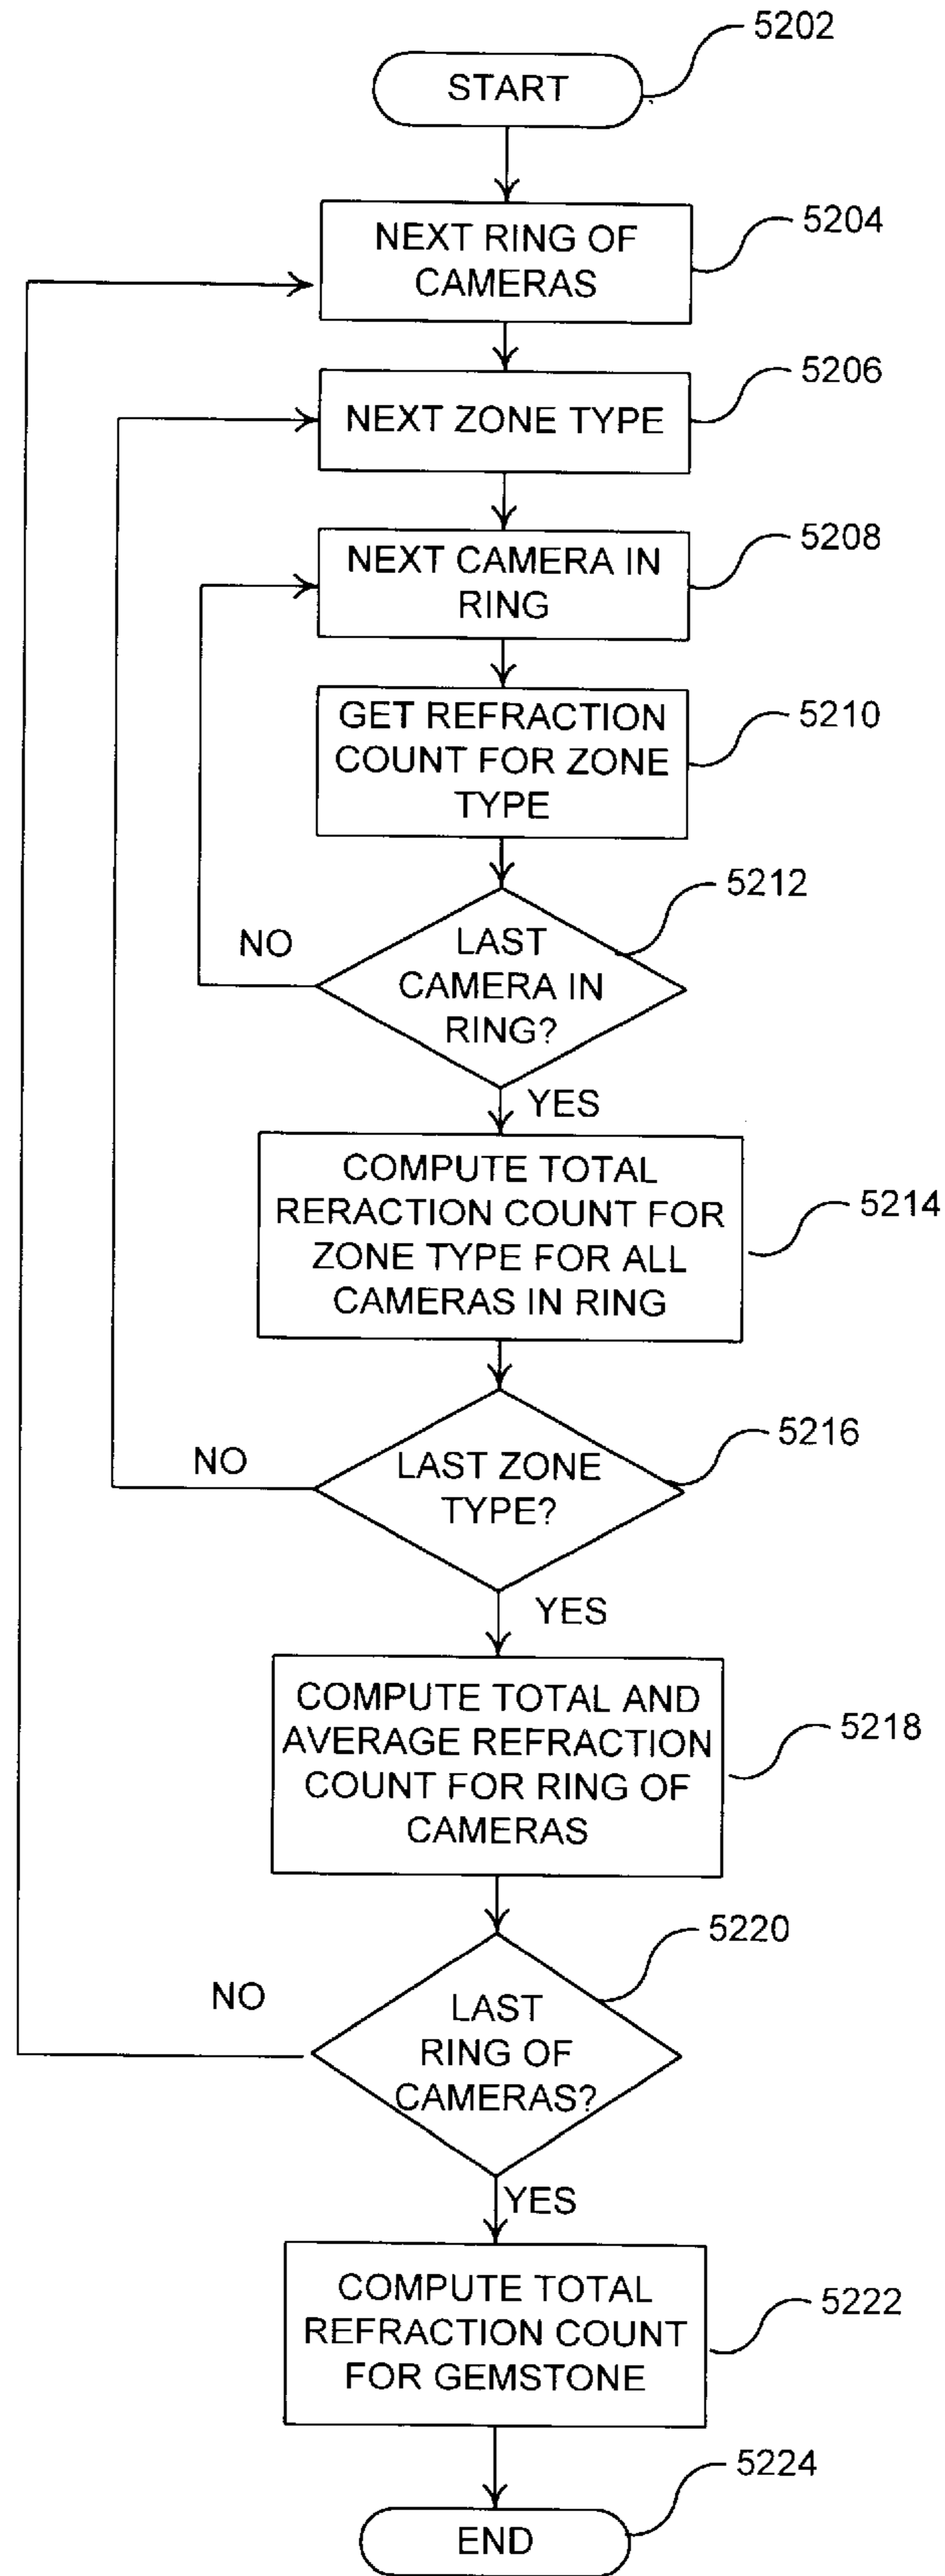 5202
START
5204
NEXT RING OF
CAMERAS
5206
NEXT ZONE TYPE
5208
NEXT CAMERA IN
RING
5210
GET REFRACTION
COUNT FOR ZONE
TYPE
5212
NO
LAST
CAMERA IN
RING?
YES
5214
COMPUTE TOTAL
RERACTION COUNT FOR
ZONE TYPE FOR ALL
CAMERAS IN RING
5216
NO
LAST ZONE
TYPE?
YES
5218
COMPUTE TOTAL AND
AVERAGE REFRACTION
COUNT FOR RING OF
CAMERAS
5220
NO
LAST
RING OF
CAMERAS?
YES
5222
COMPUTE TOTAL
REFRACTION COUNT
FOR GEMSTONE
5224
END